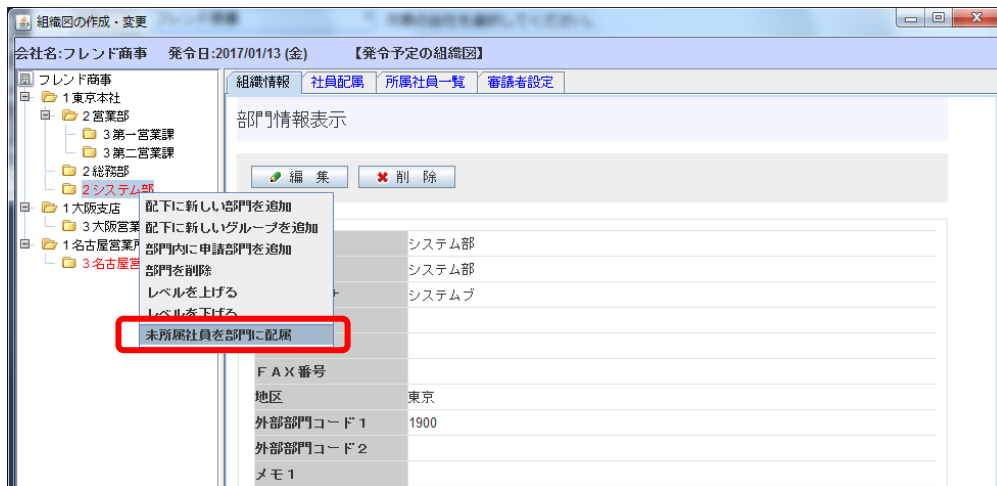 組織図の作成・変更
会社名:フレンド商事 発令日:2017/01/13 (金) 【発令予定の組織図】
フレンド商事
1東京本社
2営業部
3第一営業課
3第二営業課
2総務部
2システム部
1大阪支店
3大阪営業
1名古屋営業所
3名古屋営
組織情報 社員配属 所属社員一覧 審議者設定
部門情報表示
編 集 削 除
配下に新しい部門を追加
配下に新しいグループを追加
部門内に申請部門を追加
部門を削除
レベルを上げる
レベルを下げる
未所属社員を部門に配属
システム部
システム部
システムブ
ＦＡＸ番号
地区 東京
外部部門コード1 1900
外部部門コード2
メモ1